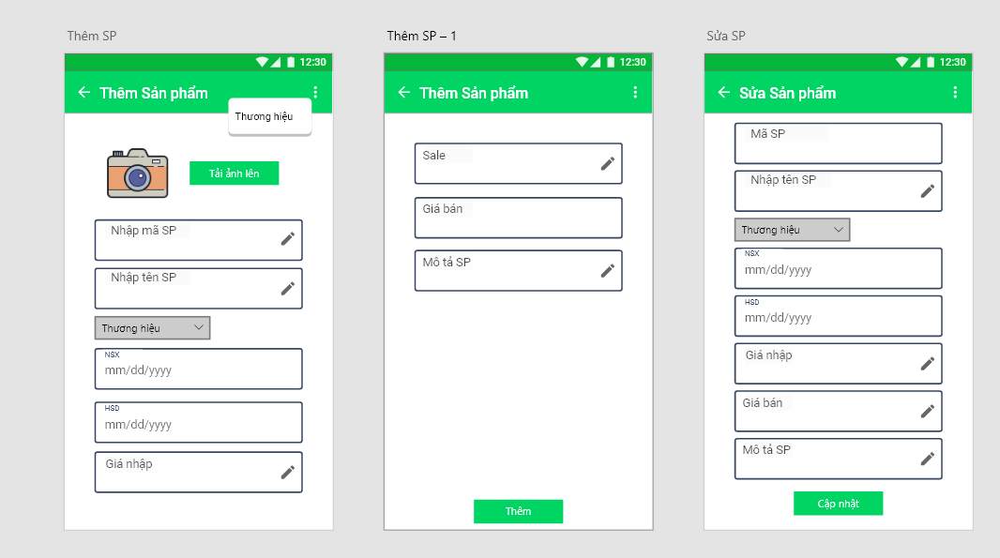 Thêm SP
12:30
Thêm Sản phẩm
Thương hiệu
Tải ảnh lên
Nhập mã SP
Nhập tên SP
Thương hiệu
NSX
mm/dd/yyyy
HSD
mm/dd/yyyy
Giá nhập
Thêm SP – 1
12:30
Thêm Sản phẩm
Sale
Giá bán
Mô tả SP
Thêm
Sửa SP
12:30
Sửa Sản phẩm
Mã SP
Nhập tên SP
Thương hiệu
NSX
mm/dd/yyyy
HSD
mm/dd/yyyy
Giá nhập
Giá bán
Mô tả SP
Cập nhật